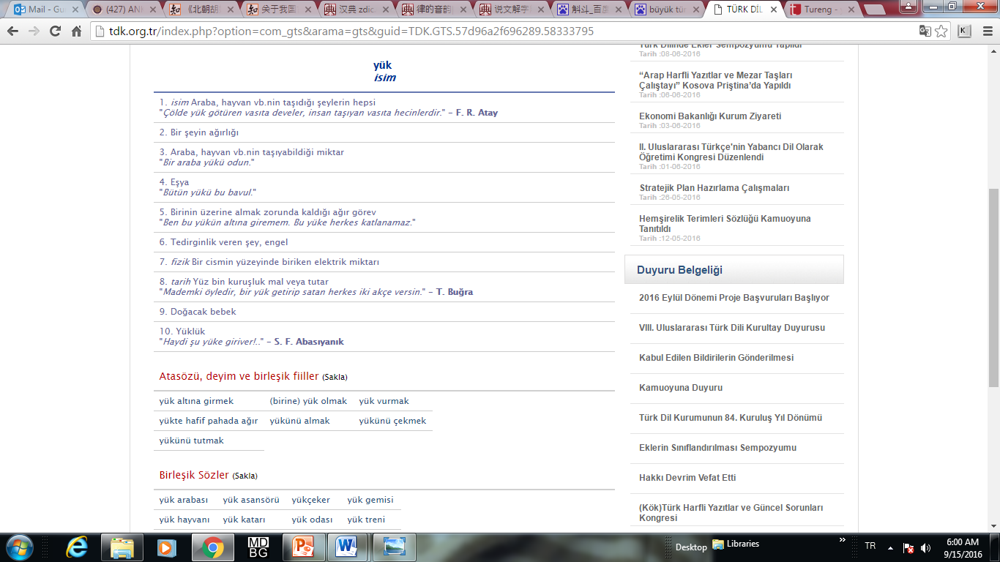 Mail - Gu
(427) ANI
《北朝胡
关于我国
汉典 zdic
律的音韵
说文解字
斛斗_百度
büyük tür
TÜRK DİL
Tureng -
tdk.org.tr/index.php?option=com_gts&arama=gts&guid=TDK.GTS.57d96a2f696289.58333795
yük
isim
1. isim Araba, hayvan vb.nin taşıdığı şeylerin hepsi
"Çölde yük götüren vasıta develer, insan taşıyan vasıta hecinlerdir." - F. R. Atay
2. Bir şeyin ağırlığı
3. Araba, hayvan vb.nin taşıyabildiği miktar
"Bir araba yükü odun."
4. Eşya
"Bütün yükü bu bavul."
5. Birinin üzerine almak zorunda kaldığı ağır görev
"Ben bu yükün altına giremem. Bu yüke herkes katlanamaz."
6. Tedirginlik veren şey, engel
7. fizik Bir cismin yüzeyinde biriken elektrik miktarı
8. tarih Yüz bin kuruşluk mal veya tutar
"Mademki öyledir, bir yük getirip satan herkes iki akçe versin." - T. Buğra
9. Doğacak bebek
10. Yüklük
"Haydi şu yüke giriver!.." - S. F. Abasıyanık
Atasözü, deyim ve birleşik fiiller (Sakla)
yük altına girmek (birine) yük olmak yük vurmak
yükte hafif pahada ağır yükünü almak yükünü çekmek
yükünü tutmak
Birleşik Sözler (Sakla)
yük arabası yük asansörü yükçeker yük gemisi
yük hayvanı yük katarı yük odası yük treni
Türk Dilinde Ekler Sempozyumu Yapıldı
Tarih :08-06-2016
“Arap Harfli Yazıtlar ve Mezar Taşları
Çalıştayı” Kosova Priştina’da Yapıldı
Tarih :06-06-2016
Ekonomi Bakanlığı Kurum Ziyareti
Tarih :03-06-2016
II. Uluslararası Türkçe'nin Yabancı Dil Olarak
Öğretimi Kongresi Düzenlendi
Tarih :01-06-2016
Stratejik Plan Hazırlama Çalışmaları
Tarih :26-05-2016
Hemşirelik Terimleri Sözlüğü Kamuoyuna
Tanıtıldı
Tarih :12-05-2016
Duyuru Belgeliği
2016 Eylül Dönemi Proje Başvuruları Başlıyor
VIII. Uluslararası Türk Dili Kurultay Duyurusu
Kabul Edilen Bildirilerin Gönderilmesi
Kamuoyuna Duyuru
Türk Dil Kurumunun 84. Kuruluş Yıl Dönümü
Eklerin Sınıflandırılması Sempozyumu
Hakkı Devrim Vefat Etti
(Kök)Türk Harfli Yazıtlar ve Güncel Sorunları
Kongresi
MD
BG
Desktop
Libraries
TR
6:00 AM
9/15/2016